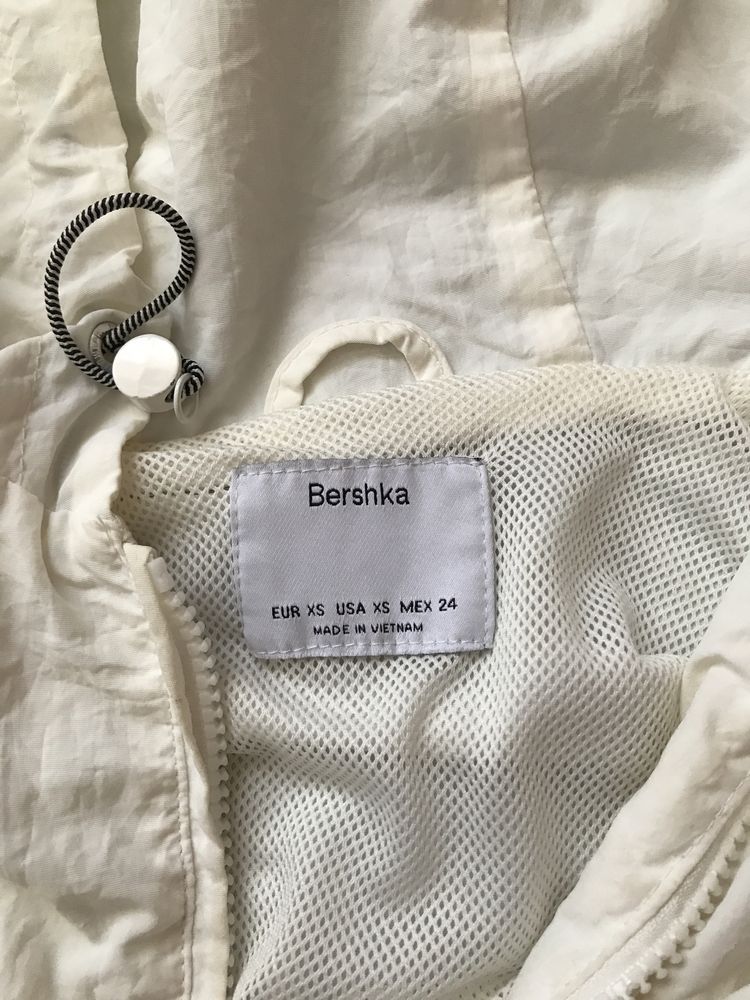 Bershka
EUR XS USA XS MEX 24
MADE IN VIETNAM